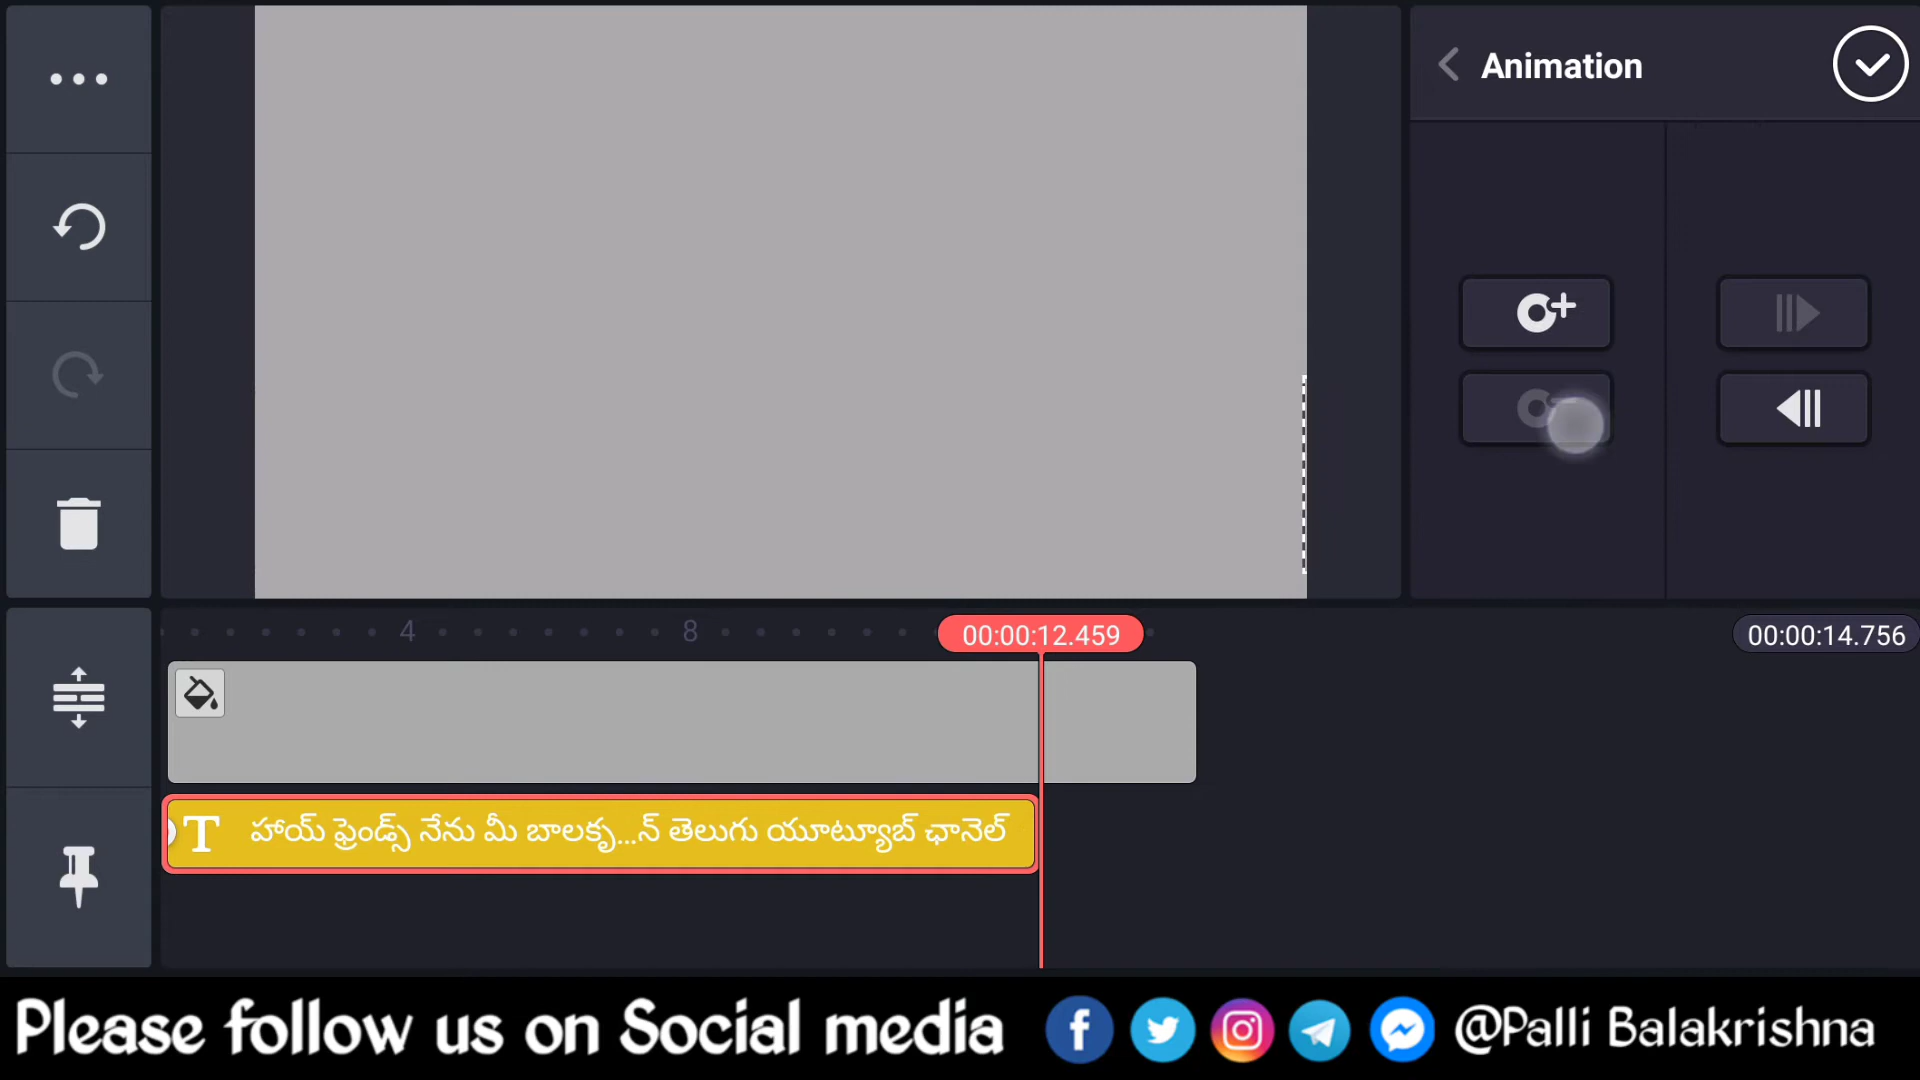 Animation
4
8
00:00:12.459
00:00:14.756
T హాయ్ ఫ్రెండ్స్ నేను మీ బాలకృ...న్ తెలుగు యూట్యూబ్ ఛానెల్
Please follow us on Social media @Palli Balakrishna